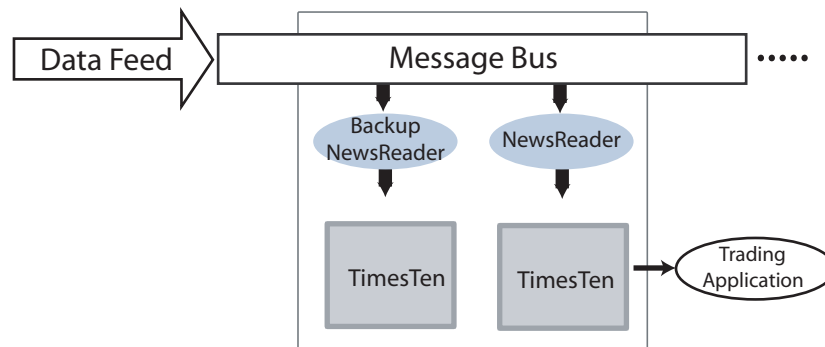 Data Feed
Message Bus
.....
Backup
NewsReader
NewsReader
TimesTen
TimesTen
Trading
Application